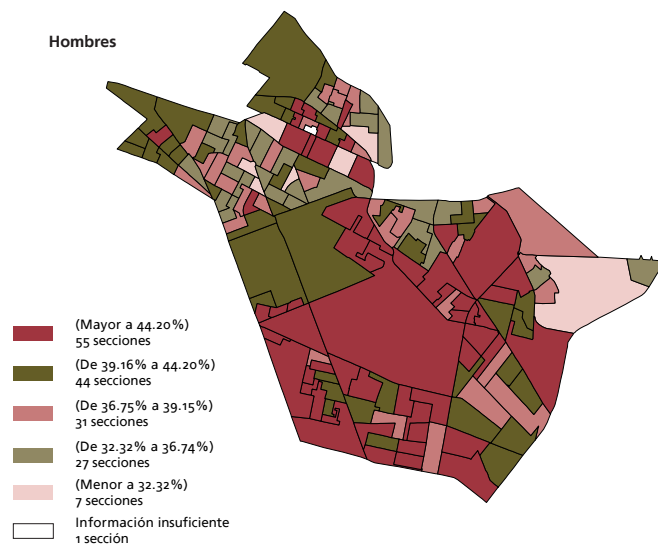 Hombres
(Mayor a 44.20%)
55 secciones
(De 39.16% a 44.20%)
44 secciones
(De 36.75% a 39.15%)
31 secciones
(De 32.32% a 36.74%)
27 secciones
(Menor a 32.32%)
7 secciones
Información insuficiente
1 sección